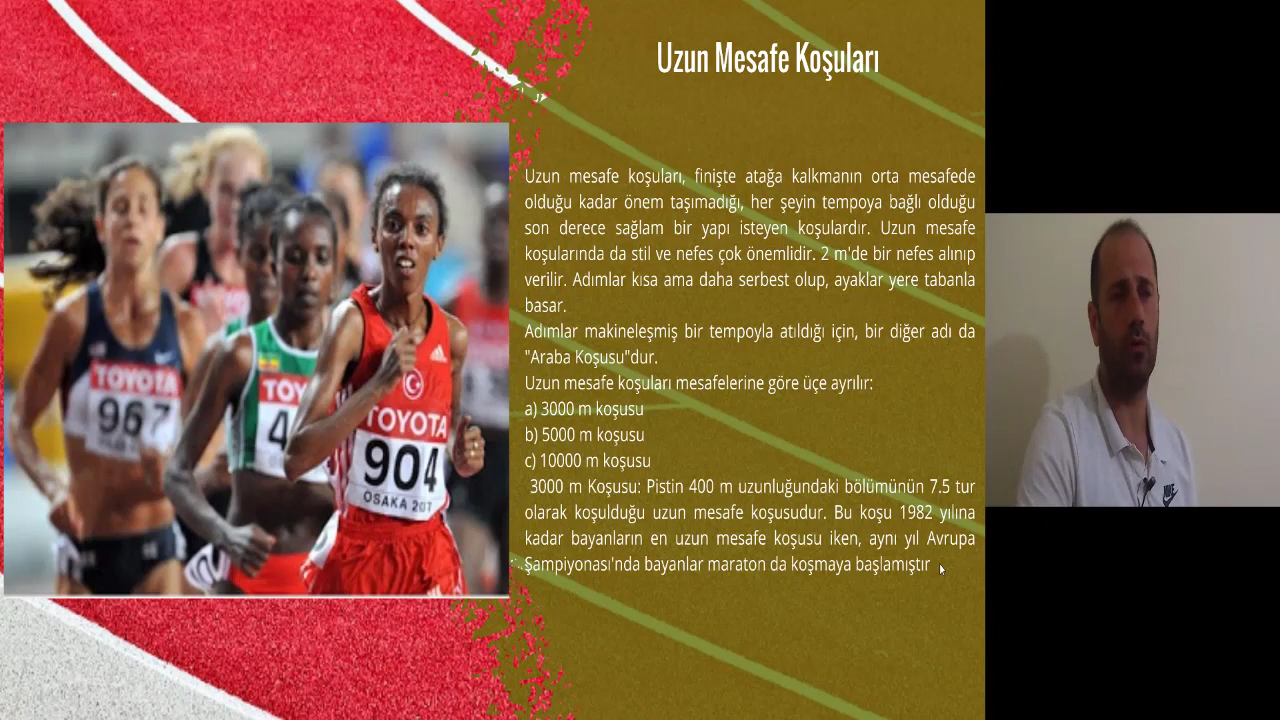 Uzun Mesafe Koşuları
Uzun mesafe koşuları, finişte atağa kalkmanın orta mesafede
olduğu kadar önem taşımadığı, her şeyin tempoya bağlı olduğu
son derece sağlam bir yapı isteyen koşulardır. Uzun mesafe
koşularında da stil ve nefes çok önemlidir. 2 m'de bir nefes alınıp
verilir. Adımlar kısa ama daha serbest olup, ayaklar yere tabanla
basar.
Adımlar makineleşmiş bir tempoyla atıldığı için, bir diğer adı da
"Araba Koşusu"dur.
Uzun mesafe koşuları mesafelerine göre üçe ayrılır:
a) 3000 m koşusu
b) 5000 m koşusu
c) 10000 m koşusu
3000 m Koşusu: Pistin 400 m uzunluğundaki bölümünün 7.5 tur
olarak koşulduğu uzun mesafe koşusudur. Bu koşu 1982 yılına
kadar bayanların en uzun mesafe koşusu iken, aynı yıl Avrupa
Şampiyonası'nda bayanlar maraton da koşmaya başlamıştır
TOYOTA
967
TOY
4
TOYOTA
904
OSAKA 207